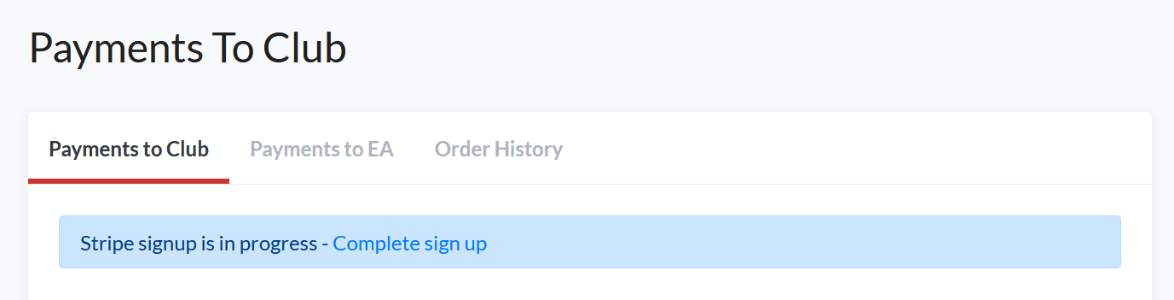 Payments To Club
Payments to Club Payments to EA Order History
Stripe signup is in progress - Complete sign up